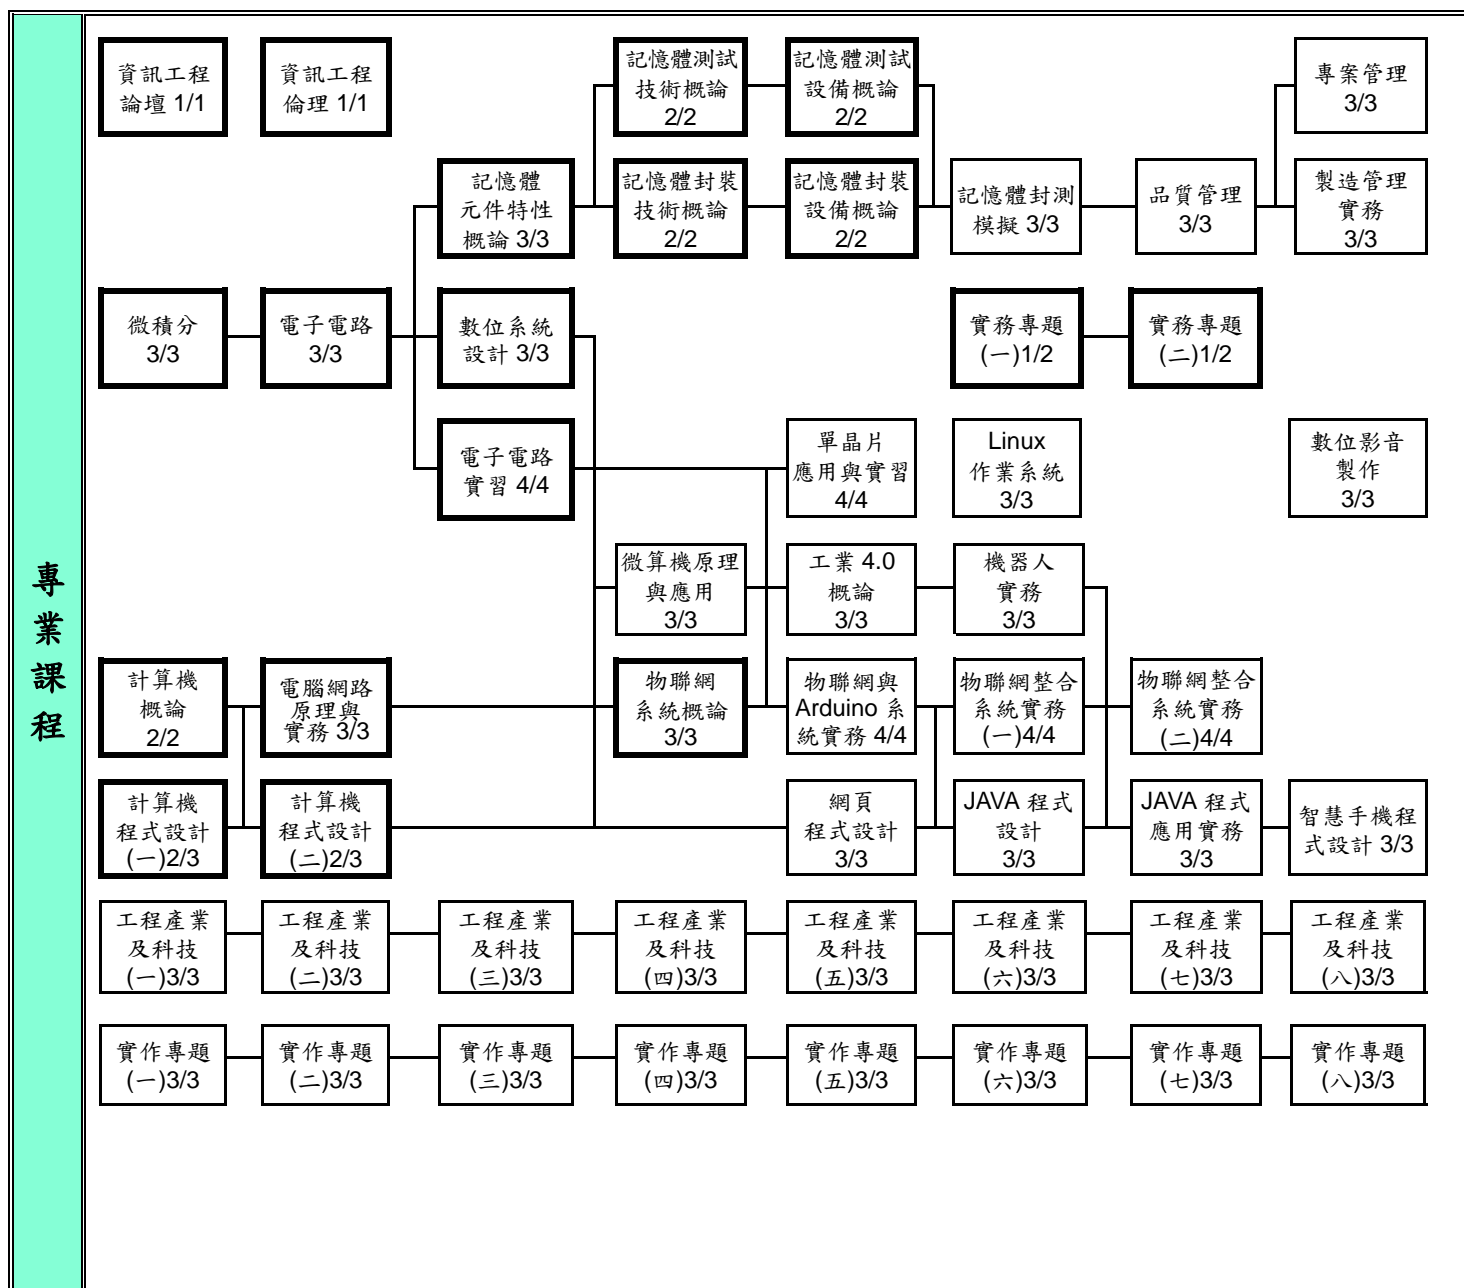 專業課程
資訊工程
論壇 1/1
資訊工程
倫理 1/1
記憶體測試
技術概論
2/2
記憶體測試
設備概論
2/2
專案管理
3/3
記憶體
元件特性
概論 3/3
記憶體封裝
技術概論
2/2
記憶體封裝
設備概論
2/2
記憶體封測
模擬 3/3
品質管理
3/3
製造管理
實務
3/3
微積分
3/3
電子電路
3/3
數位系統
設計 3/3
實務專題
(一)1/2
實務專題
(二)1/2
電子電路
實習 4/4
單晶片
應用與實習
4/4
Linux
作業系統
3/3
數位影音
製作
3/3
微算機原理
與應用
3/3
工業 4.0
概論
3/3
機器人
實務
3/3
計算機
概論
2/2
電腦網路
原理與
實務 3/3
物聯網
系統概論
3/3
物聯網與
Arduino 系
統實務 4/4
物聯網整合
系統實務
(一)4/4
物聯網整合
系統實務
(二)4/4
計算機
程式設計
(一)2/3
計算機
程式設計
(二)2/3
網頁
程式設計
3/3
JAVA 程式
設計
3/3
JAVA 程式
應用實務
3/3
智慧手機程
式設計 3/3
工程產業
及科技
(一)3/3
工程產業
及科技
(二)3/3
工程產業
及科技
(三)3/3
工程產業
及科技
(四)3/3
工程產業
及科技
(五)3/3
工程產業
及科技
(六)3/3
工程產業
及科技
(七)3/3
工程產業
及科技
(八)3/3
實作專題
(一)3/3
實作專題
(二)3/3
實作專題
(三)3/3
實作專題
(四)3/3
實作專題
(五)3/3
實作專題
(六)3/3
實作專題
(七)3/3
實作專題
(八)3/3